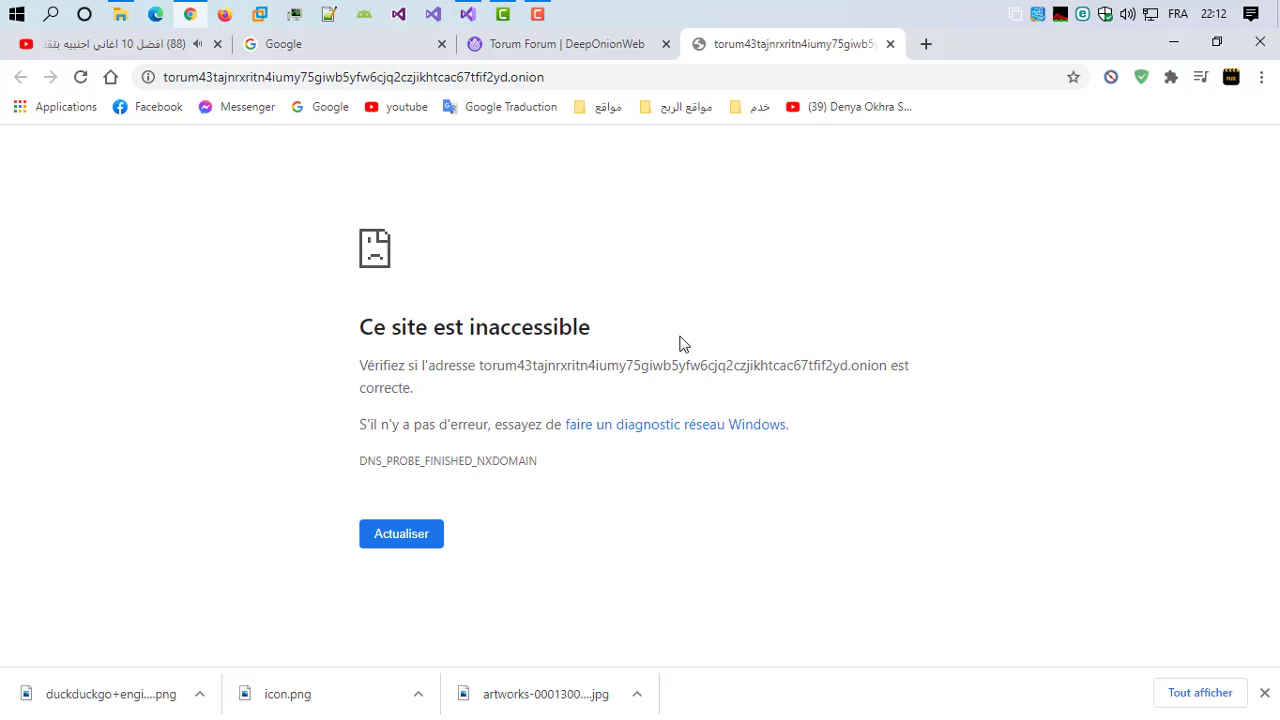 FRA 22:12
(88) افضل 10 اغاني اجنبيه بتقا
Google
Torum Forum | DeepOnionWeb
torum43tajnrxritn4iumy75giwb5
torum43tajnrxritn4iumy75giwb5yfw6cjq2czjikhtcac67tfif2yd.onion
Applications Facebook Messenger Google youtube Google Traduction مواقع مواقع الربح خدم (39) Denya Okhra S...
Ce site est inaccessible
Vérifiez si l'adresse torum43tajnrxritn4iumy75giwb5yfw6cjq2czjikhtcac67tfif2yd.onion est
correcte.
S'il n'y a pas d'erreur, essayez de faire un diagnostic réseau Windows.
DNS_PROBE_FINISHED_NXDOMAIN
Actualiser
duckduckgo+engi....png
icon.png
artworks-0001300....jpg
Tout afficher